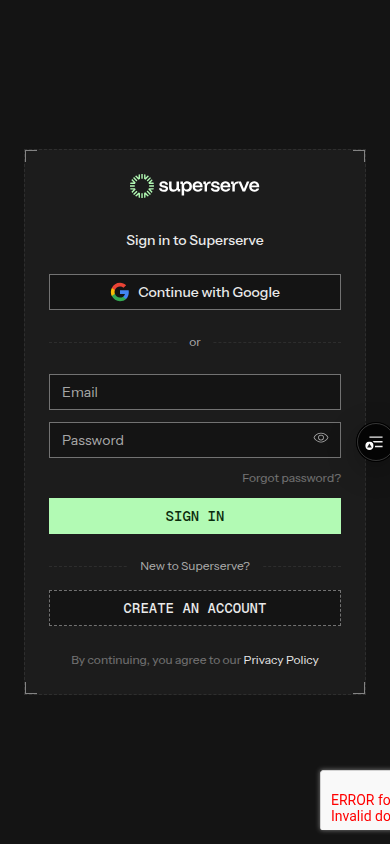 superserve
Sign in to Superserve
Continue with Google
or
Email
Password
Forgot password?
SIGN IN
New to Superserve?
CREATE AN ACCOUNT
By continuing, you agree to our Privacy Policy
ERROR fo
Invalid do